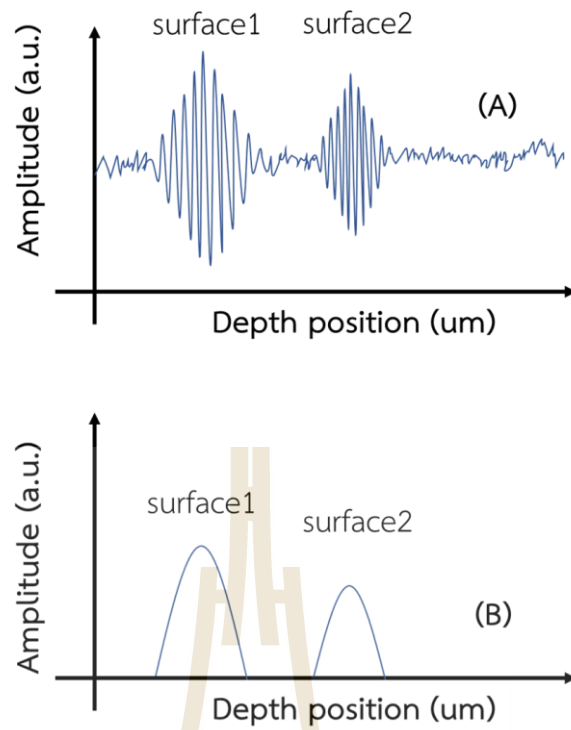 surface1 surface2
(A)
Amplitude (a.u.)
Depth position (um)
surface1
surface2
(B)
Amplitude (a.u.)
Depth position (um)